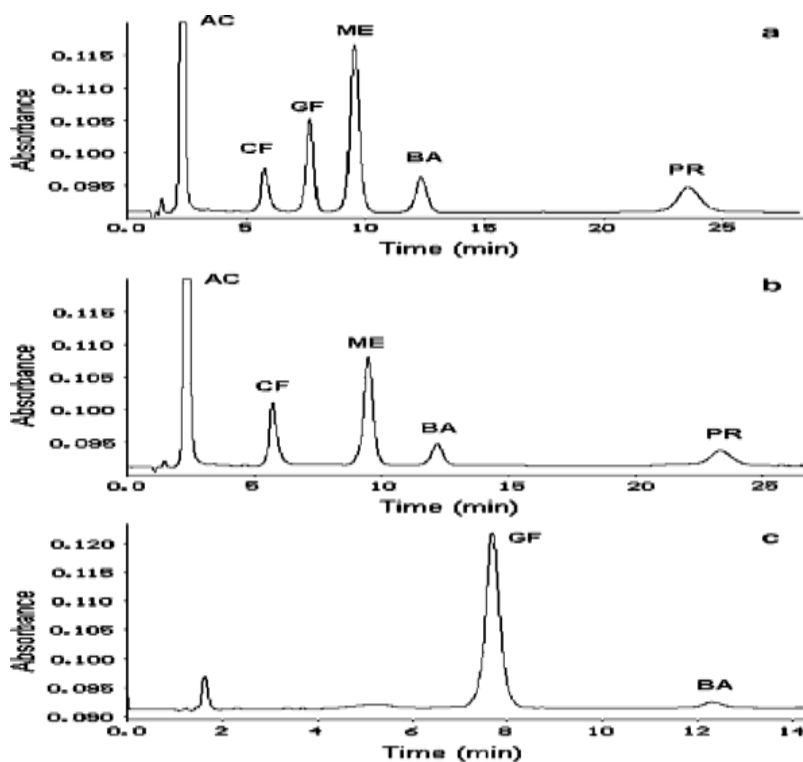 AC
ME
a
0.115
GF
0.105
CF
0.100
BA
PR
0.095
Absorbance
0.0 5 10 15 20 25
Time (min)
AC
b
0.115
ME
0.110
0.105
CF
0.100
BA
PR
0.095
Absorbance
0.0 5 10 15 20 25
Time (min)
GF
c
0.120
0.115
0.110
0.105
0.100
0.095
BA
0.090
Absorbance
0.0 2 4 6 8 10 12 14
Time (min)